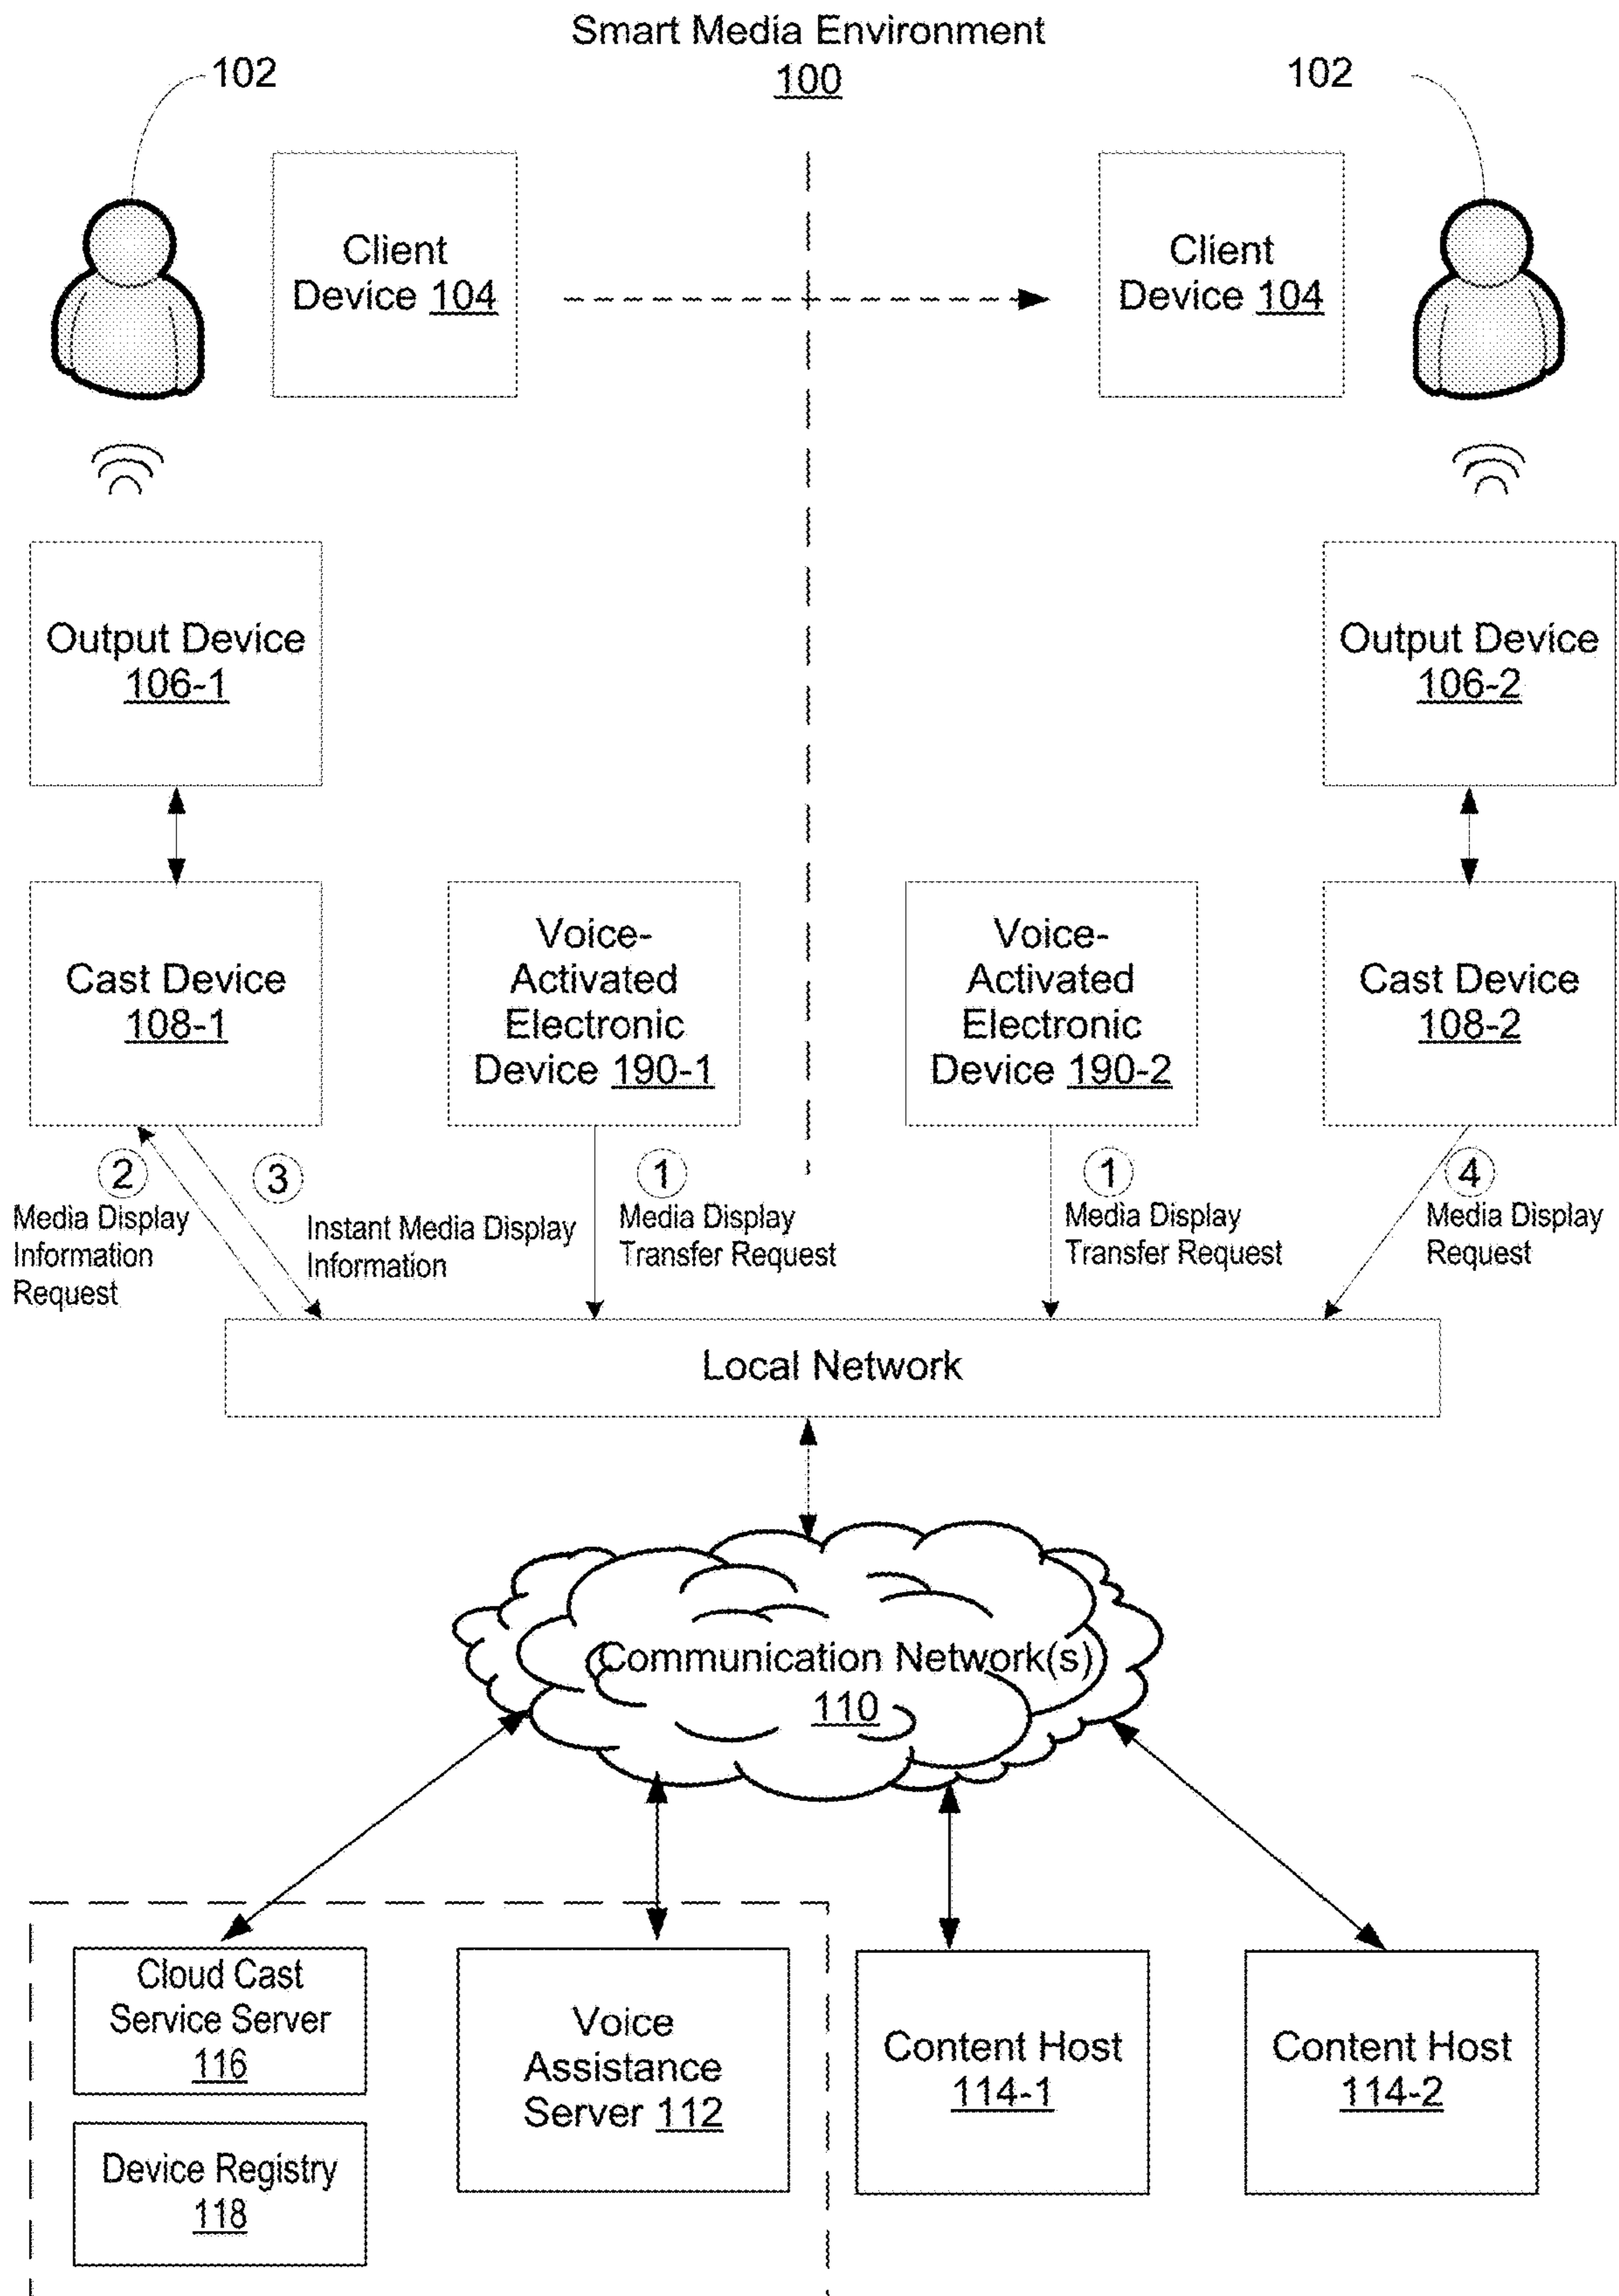 Smart Media Environment
100
102
102
Client
Device 104
Client
Device 104
Output Device
106-1
Output Device
106-2
Cast Device
108-1
Voice-
Activated
Electronic
Device 190-1
Voice-
Activated
Electronic
Device 190-2
Cast Device
108-2
2
Media Display
Information
Request
3
Instant Media Display
Information
1
Media Display
Transfer Request
1
Media Display
Transfer Request
4
Media Display
Request
Local Network
Communication Network(s)
110
Cloud Cast
Service Server
116
Device Registry
118
Voice
Assistance
Server 112
Content Host
114-1
Content Host
114-2